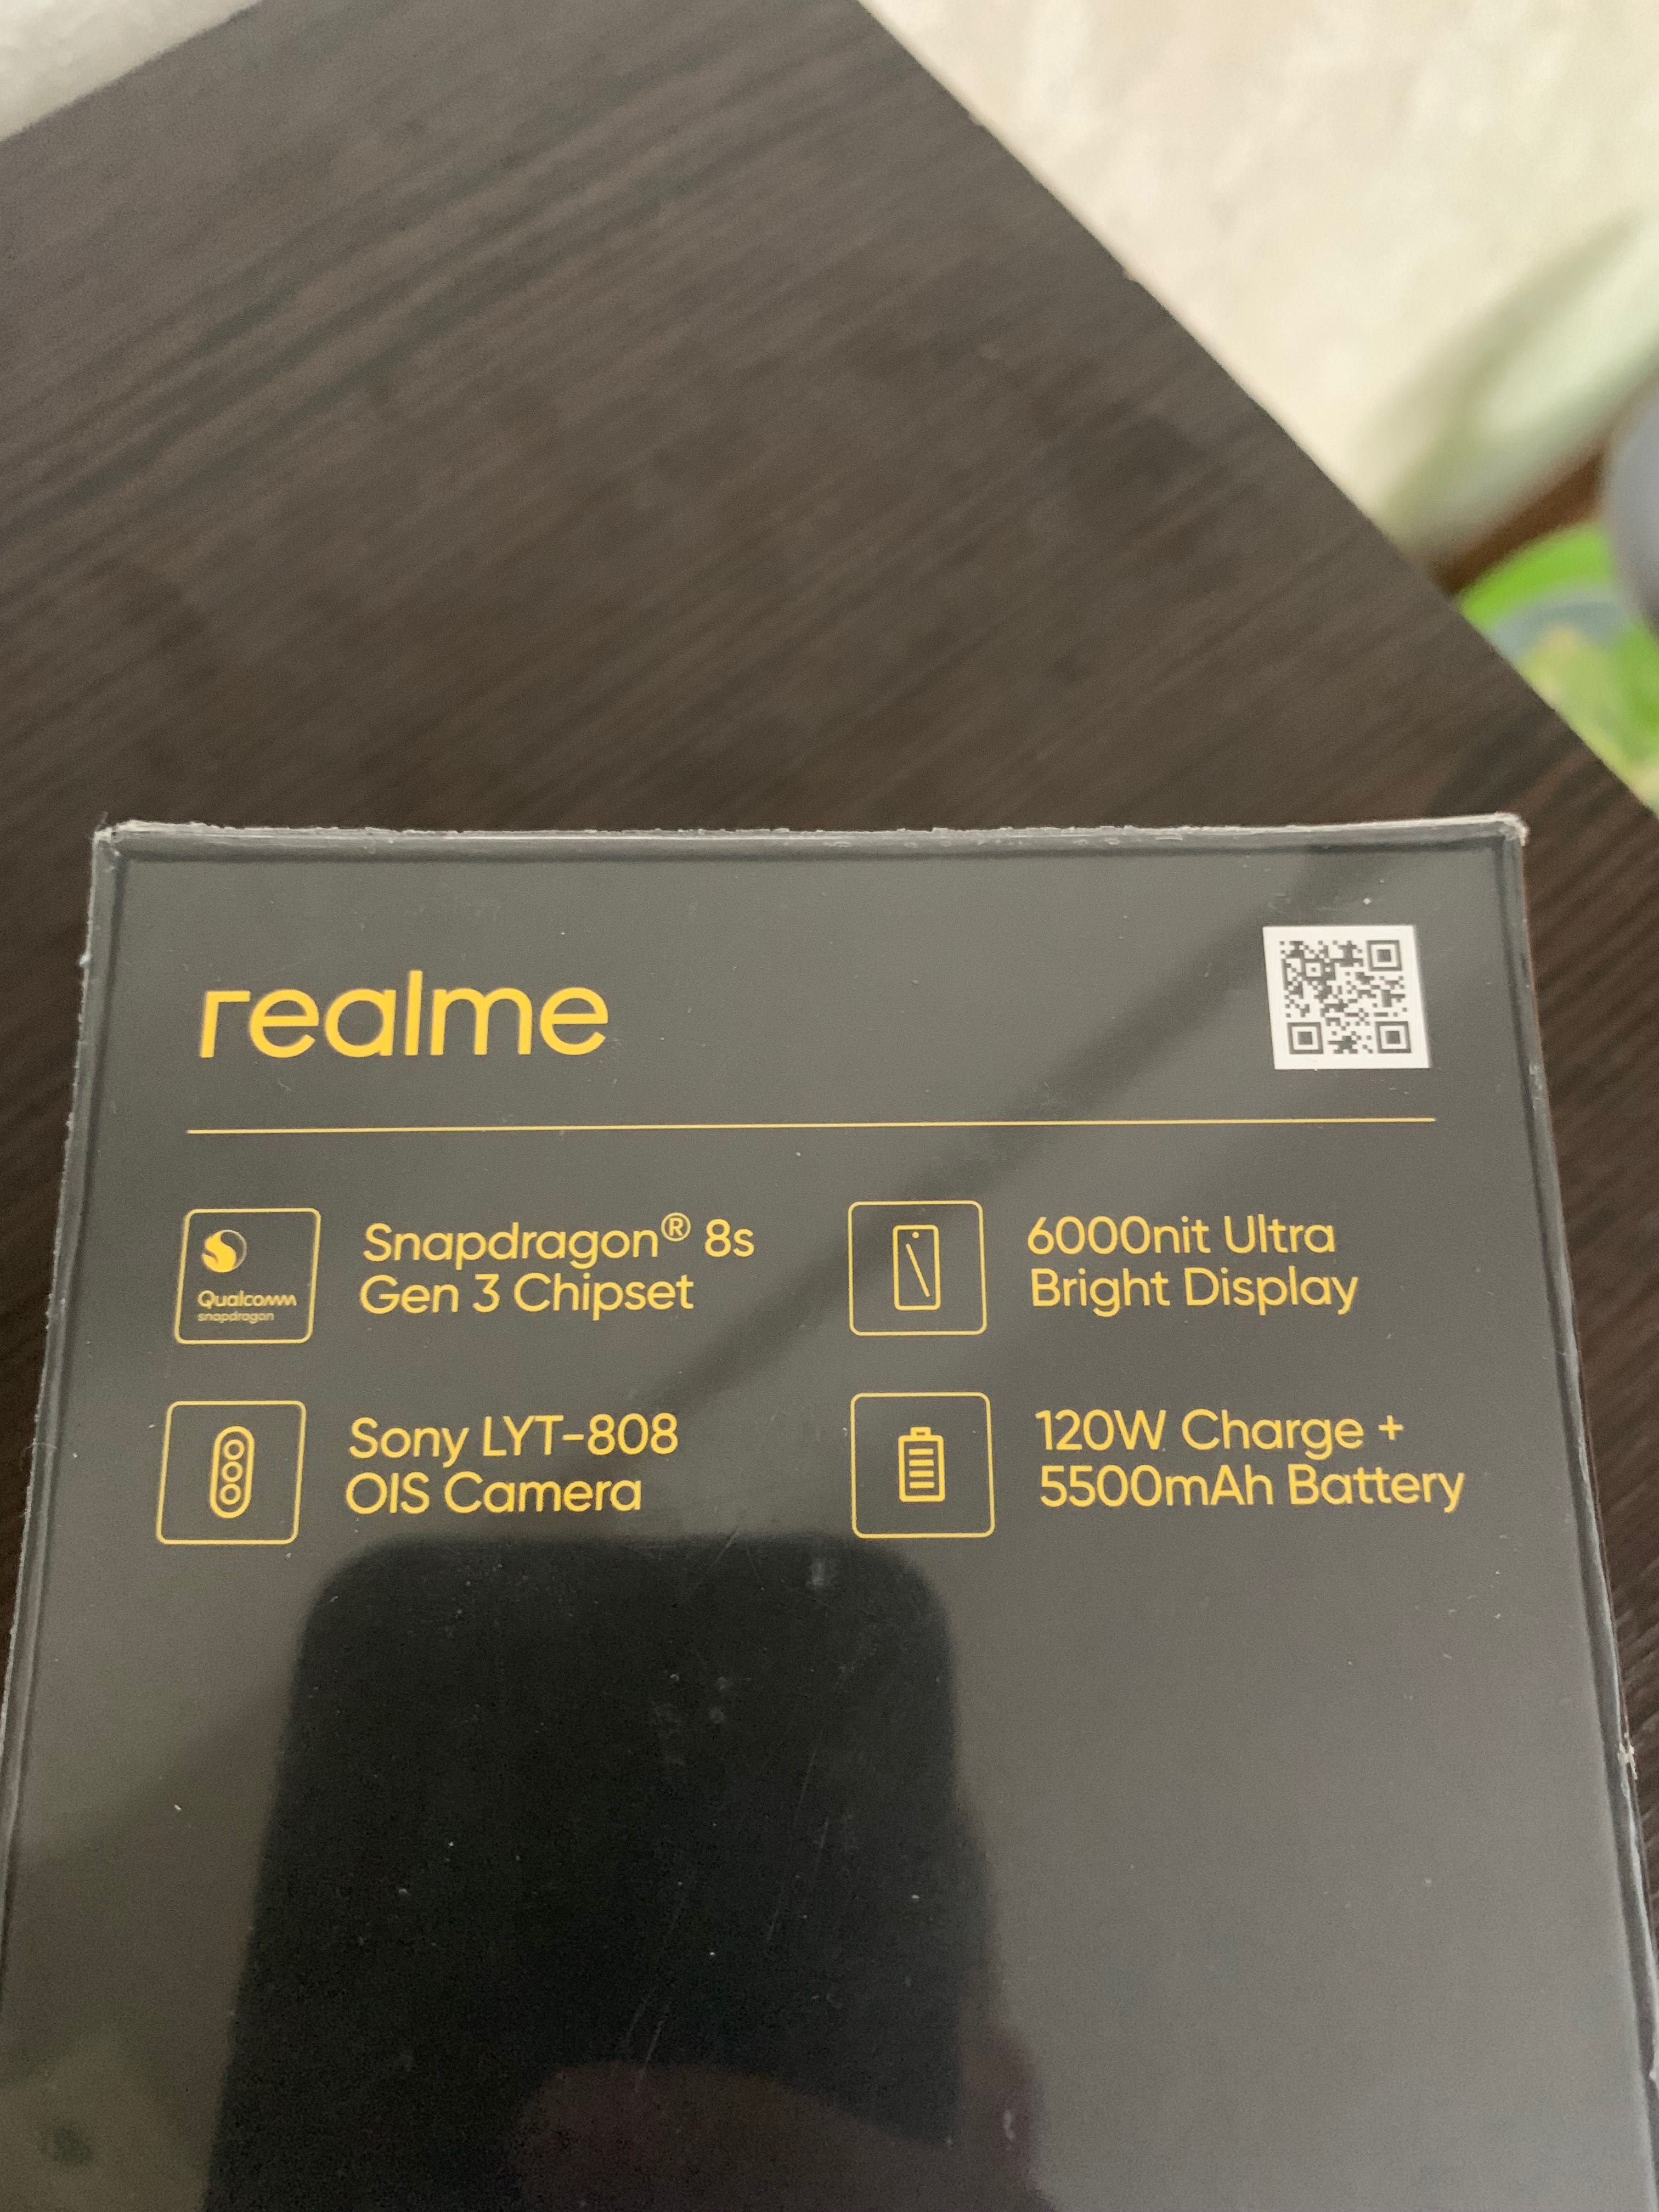 realme
Snapdragon® 8s
Gen 3 Chipset
Qualcomm
snapdragon
6000nit Ultra
Bright Display
Sony LYT-808
OIS Camera
120W Charge +
5500mAh Battery